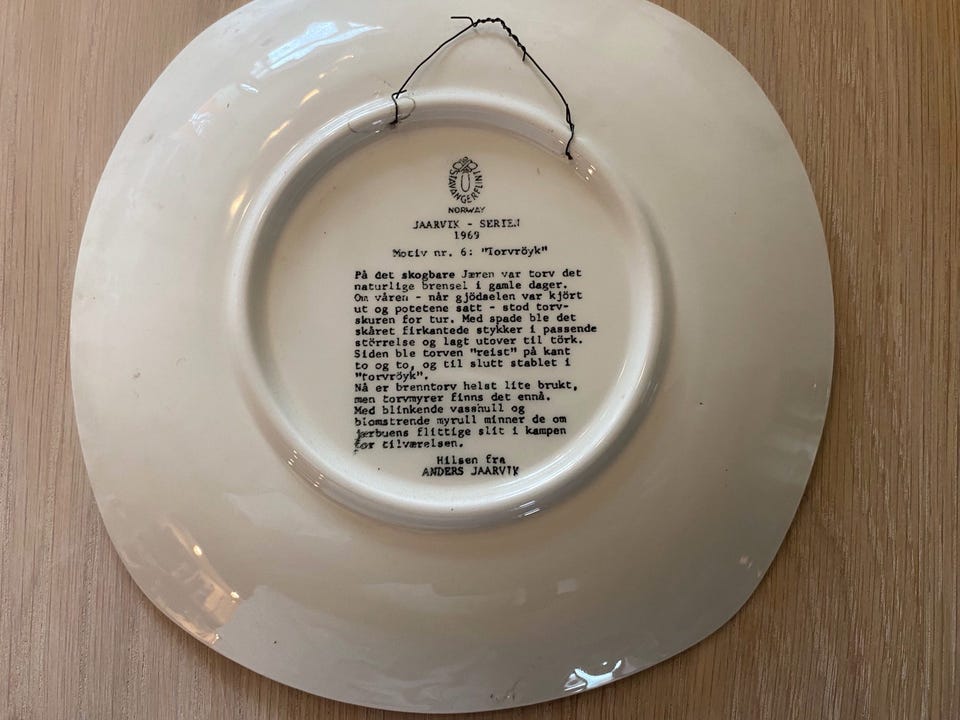 STAVANGERFLINT
NORWAY
JAARVIK - SERIEN
1969
Motiv nr. 6: "Torvröyk"
På det skogbare Jæren var torv det
naturlige brensel i gamle dager.
Om våren - når gjödselen var kjört
ut og potetene satt - stod torv-
skuren for tur. Med spade ble det
skåret firkantede stykker i passende
störrelse og lagt utover til törk.
Siden ble torven "reist" på kant
to og to, og til slutt stablet i
"torvröyk".
Nå er brenntorv helst lite brukt,
men torvmyrer finns det ennå.
Med blinkende vasshull og
blomstrende myrull minner de om
jærbuens flittige slit i kampen
for tilværelsen.
Hilsen fra
ANDERS JAARVIK